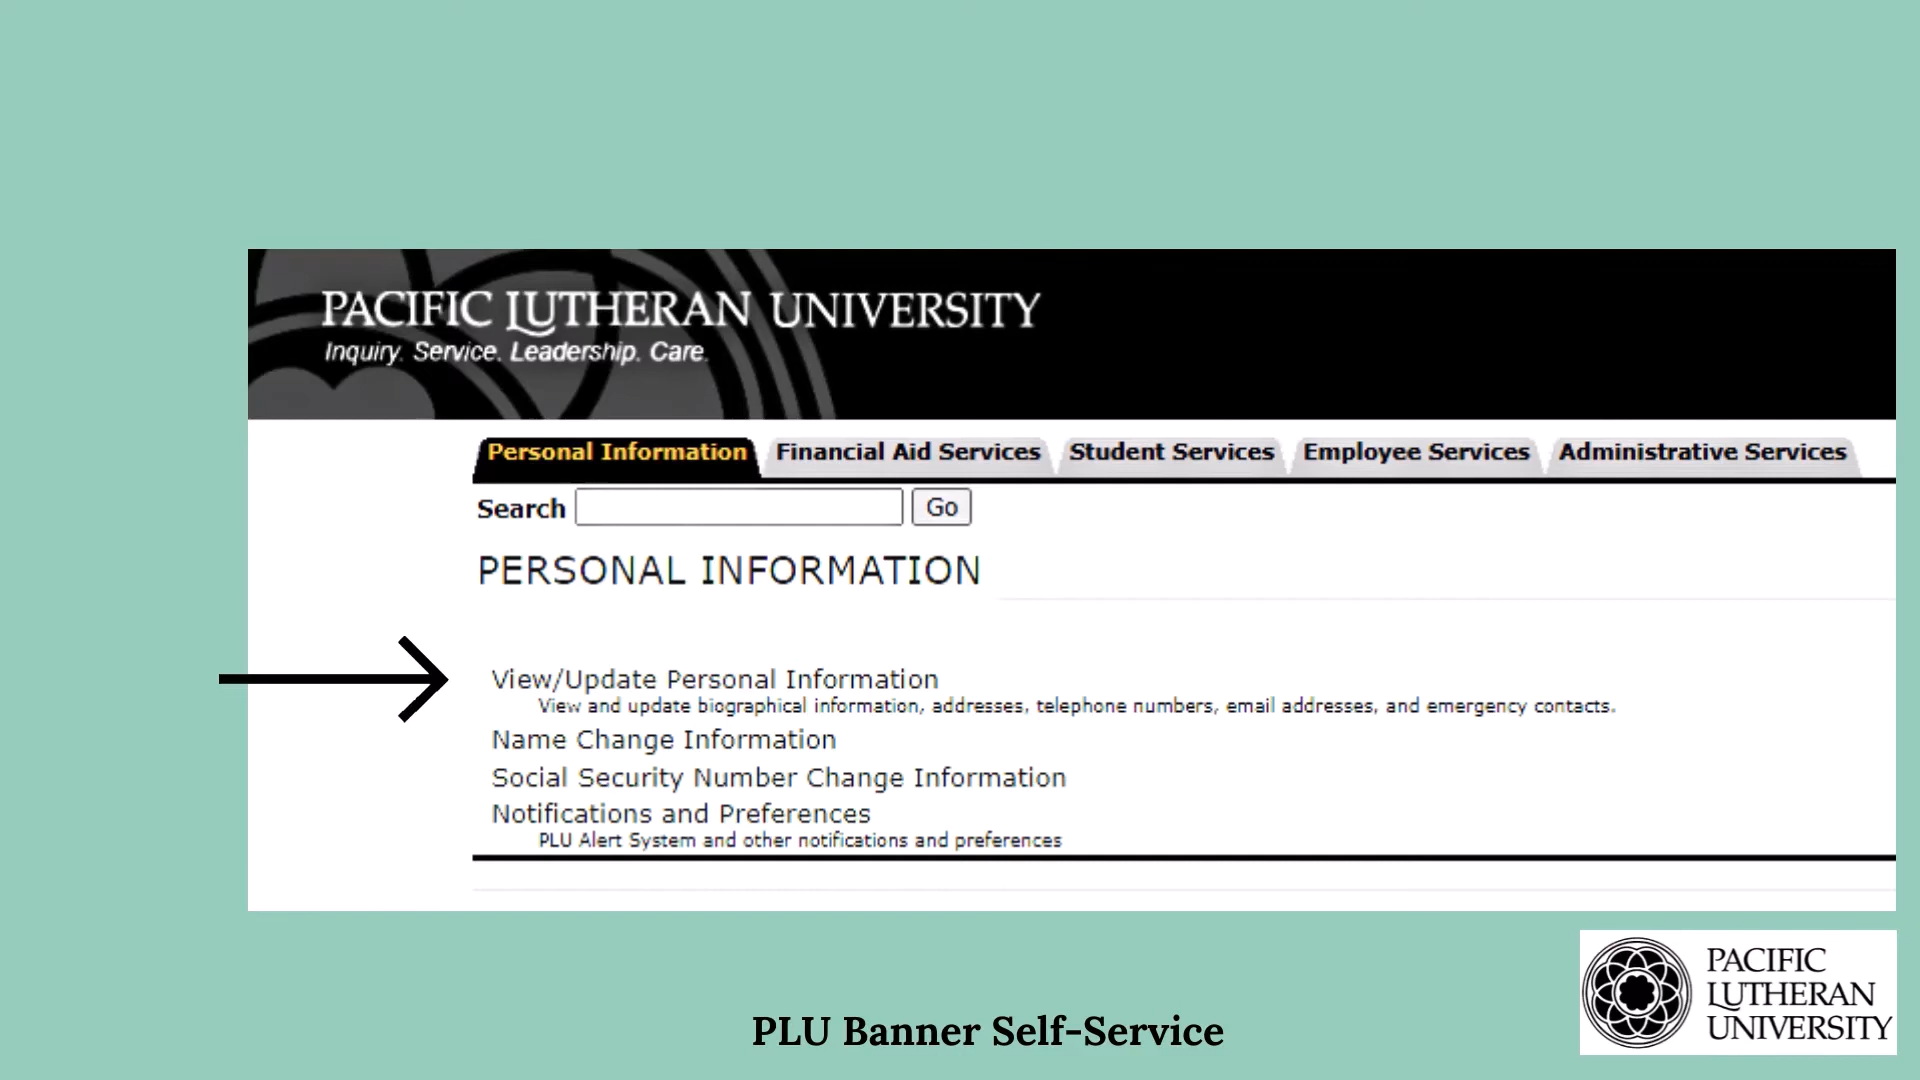 PACIFIC LUTHERAN UNIVERSITY
Inquiry. Service. Leadership. Care.
Personal Information Financial Aid Services Student Services Employee Services Administrative Services
Search Go
PERSONAL INFORMATION
View/Update Personal Information
View and update biographical information, addresses, telephone numbers, email addresses, and emergency contacts.
Name Change Information
Social Security Number Change Information
Notifications and Preferences
PLU Alert System and other notifications and preferences
PLU Banner Self-Service
PACIFIC
LUTHERAN
UNIVERSITY